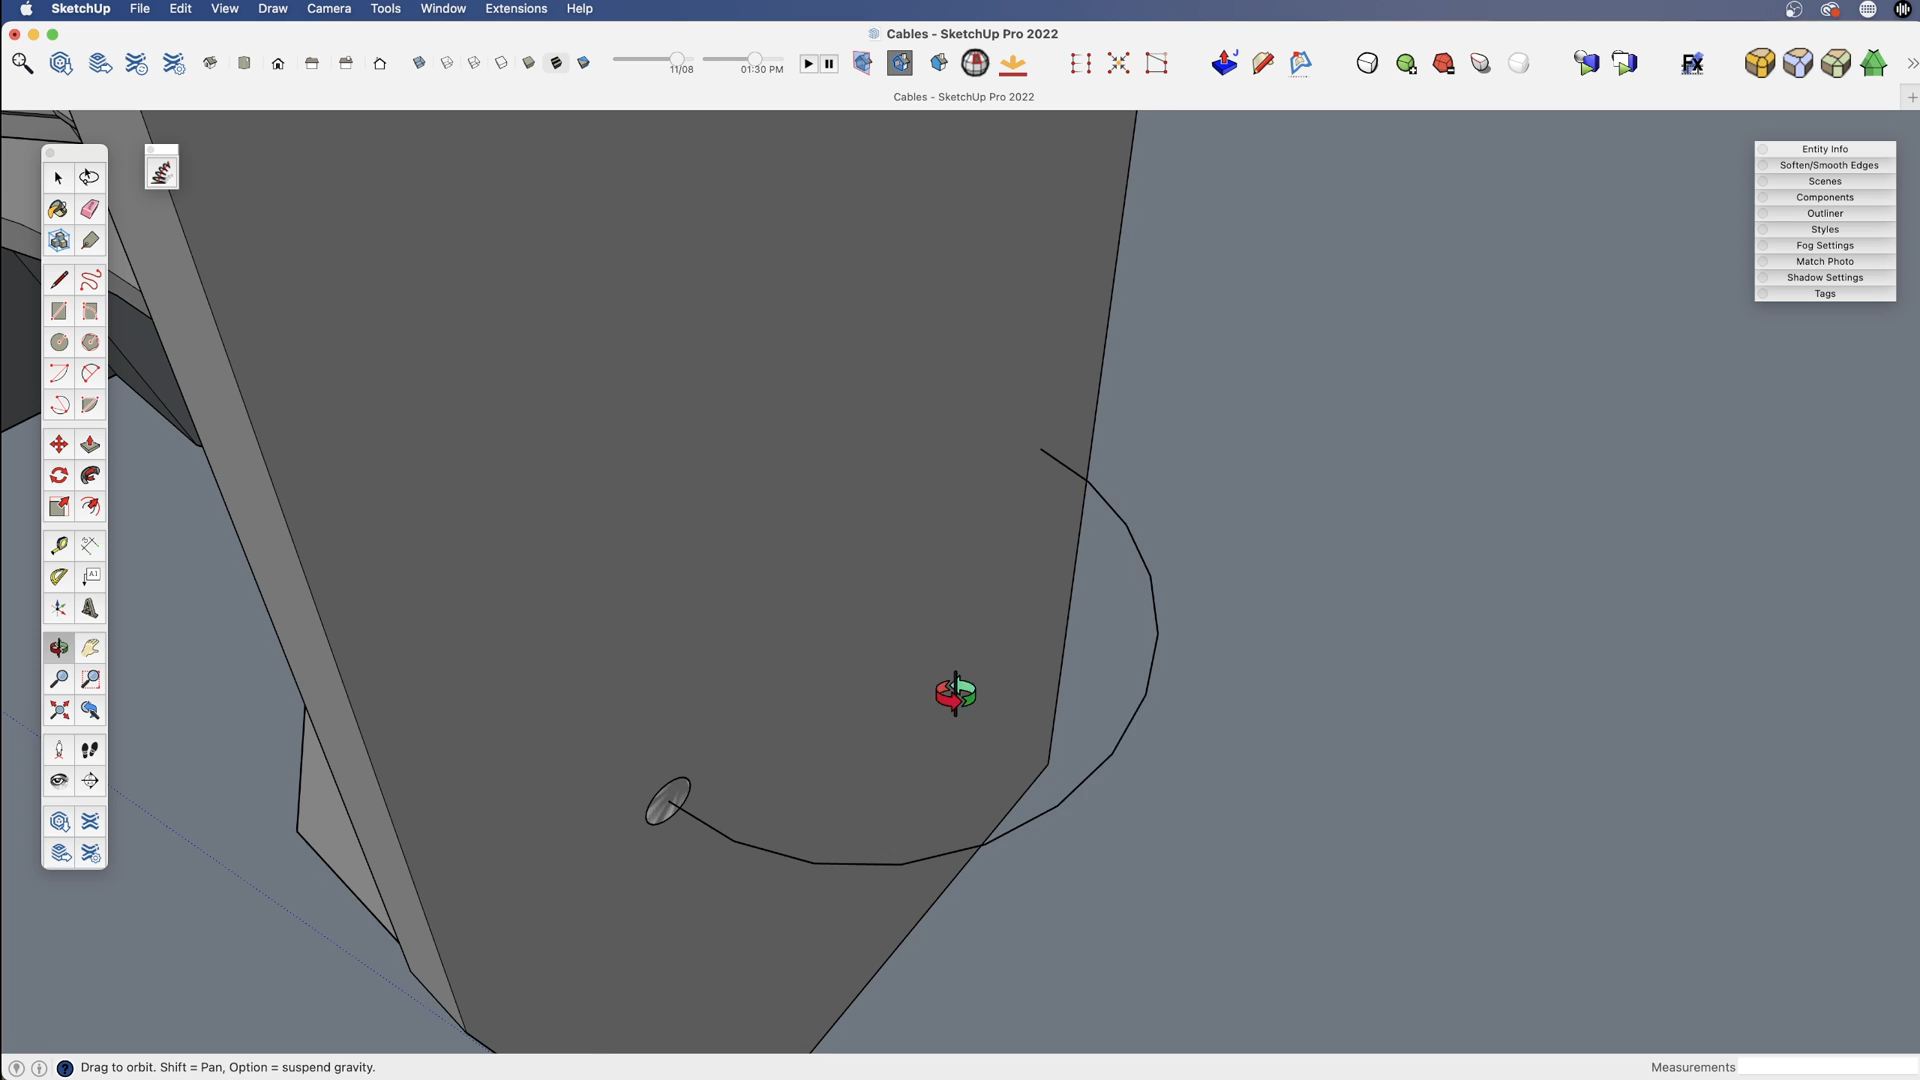 SketchUp File Edit View Draw Camera Tools Window Extensions Help
Cables - SketchUp Pro 2022
11/08 01:30 PM J FX
Cables - SketchUp Pro 2022
Entity Info
Soften/Smooth Edges
Scenes
Components
Outliner
Styles
Fog Settings
Match Photo
Shadow Settings
Tags
A1
Drag to orbit. Shift = Pan, Option = suspend gravity.
Measurements